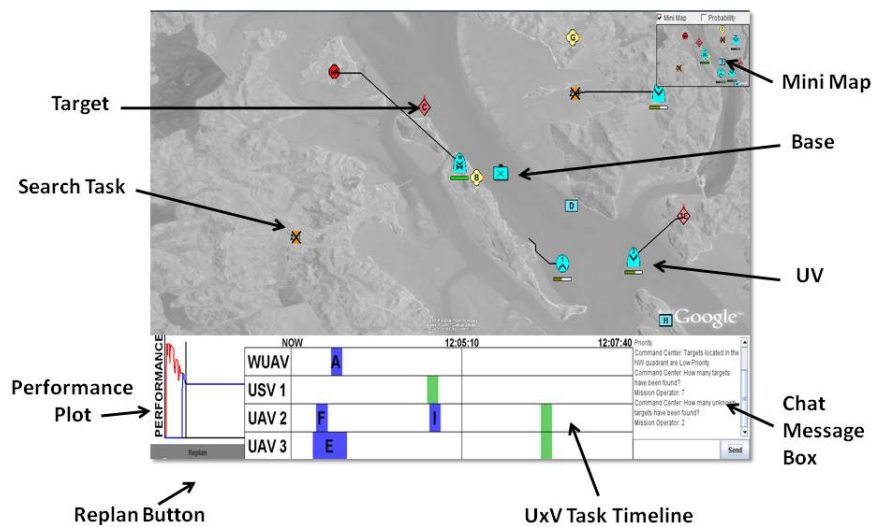 Mini Map
Probability
Mini Map
Target
G
C
Base
B
Search Task
D
UV
H
Google
PERFORMANCE
NOW
12:05:10
12:07:40
WUAV
A
USV 1
UAV 2
F
I
UAV 3
E
Replan
Priority.
Command Center: Targets located in the
NW quadrant are Low Priority
Command Center: How many targets
have been found?
Mission Operator: 7
Command Center: How many unknown
targets have been found?
Mission Operator: 2
Send
Performance
Plot
Chat
Message
Box
Replan Button
UxV Task Timeline